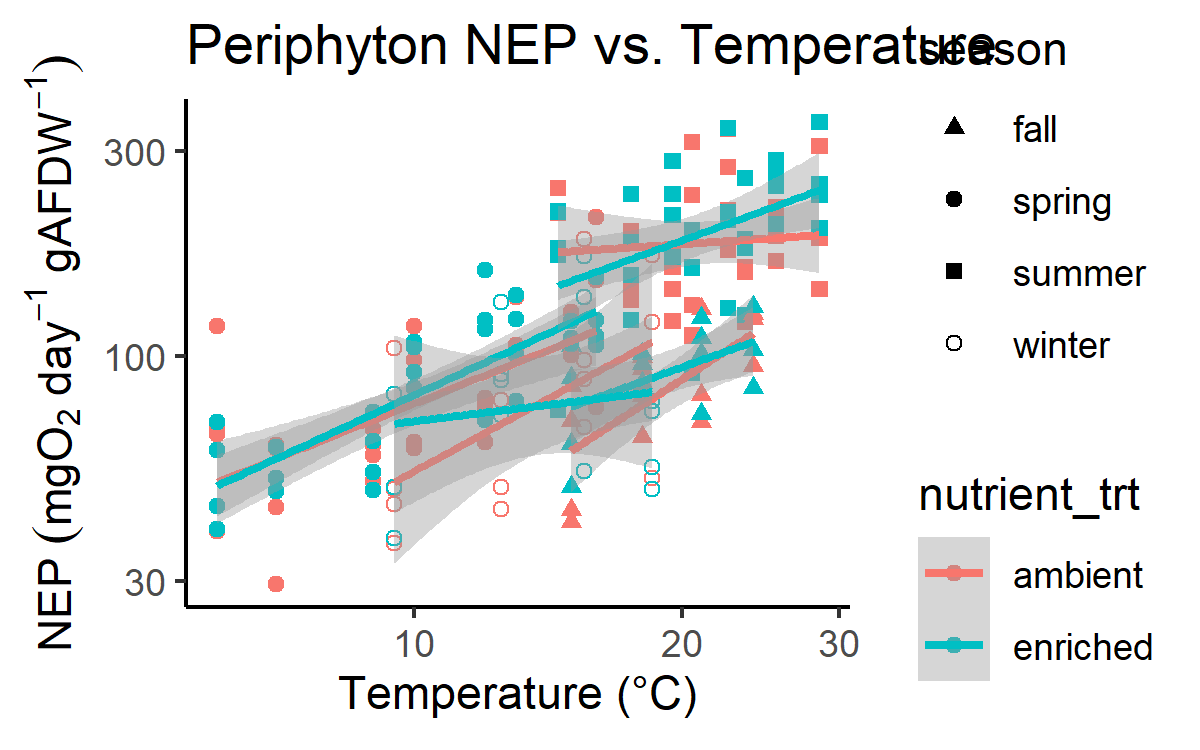 Periphyton NEP vs. Temperature
season
fall
spring
summer
winter
nutrient_trt
ambient
enriched
NEP (mgO₂ day⁻¹ gAFDW⁻¹)
300
100
30
10
20
30
Temperature (°C)